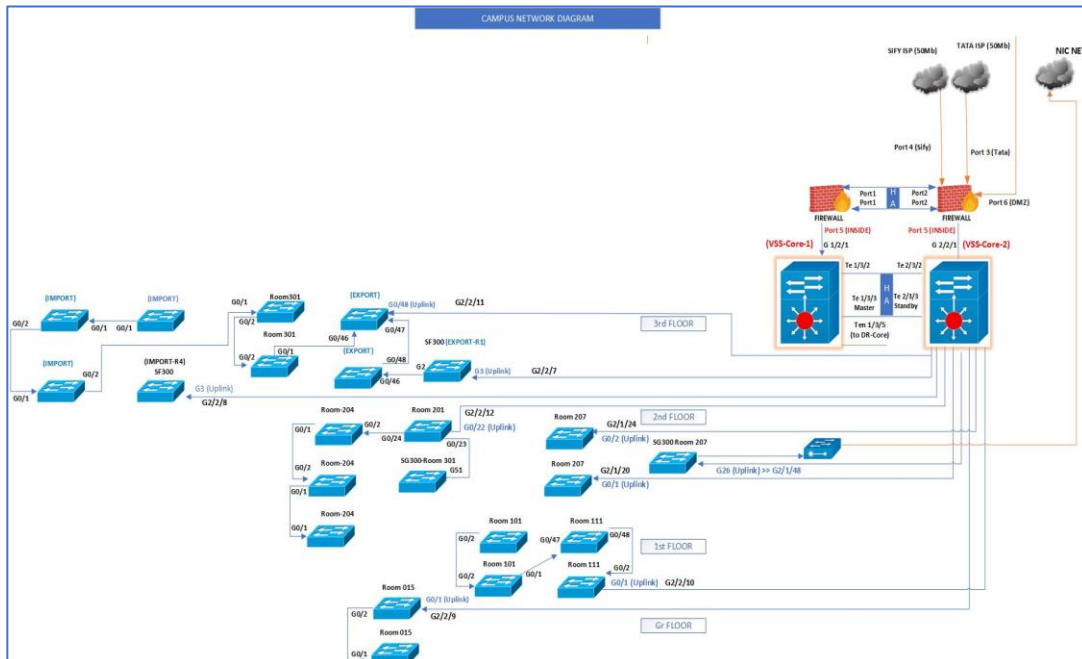 CAMPUS NETWORK DIAGRAM
SIFY ISP (50Mb)
TATA ISP (50Mb)
NIC NE
Port 4 (Sify)
Port 3 (Tata)
Port1
Port1
H
A
Port2
Port2
Port 6 (DMZ)
FIREWALL
FIREWALL
Port 5 (INSIDE)
Port 5 (INSIDE)
(VSS-Core-1)
G 1/2/1
G 2/2/1
(VSS-Core-2)
Te 1/3/2
Te 2/3/2
H
A
Te 1/3/3
Master
Te 2/3/3
Standby
Tem 1/3/5
(to DR-Core)
(IMPORT)
(IMPORT)
G0/2
G0/1
G0/1
G0/1
Room301
G0/2
(EXPORT)
G0/48 (Uplink)
G2/2/11
G0/47
3rd FLOOR
Room 301
G0/46
G0/2
G0/1
(IMPORT)
G0/2
G0/1
(IMPORT-R4)
SF300
G3 (Uplink)
G2/2/8
(EXPORT)
G0/48
G0/46
G2
SF300 (EXPORT-R1)
G3 (Uplink)
G2/2/7
2nd FLOOR
Room-204
G0/1
G0/2
Room 201
G0/24
G2/2/12
G0/22 (Uplink)
G0/23
Room 207
G2/1/24
G0/2 (Uplink)
SG300 Room 207
G26 (Uplink) >> G2/1/48
Room-204
G0/2
G0/1
SG300-Room 301
G51
Room 207
G2/1/20
G0/1 (Uplink)
Room-204
G0/1
1st FLOOR
Room 101
G0/2
Room 111
G0/47
G0/48
Room 101
G0/2
G0/1
Room 111
G0/2
G0/1 (Uplink)
G2/2/10
Room 015
G0/1 (Uplink)
G2/2/9
G0/2
Gr FLOOR
Room 015
G0/1